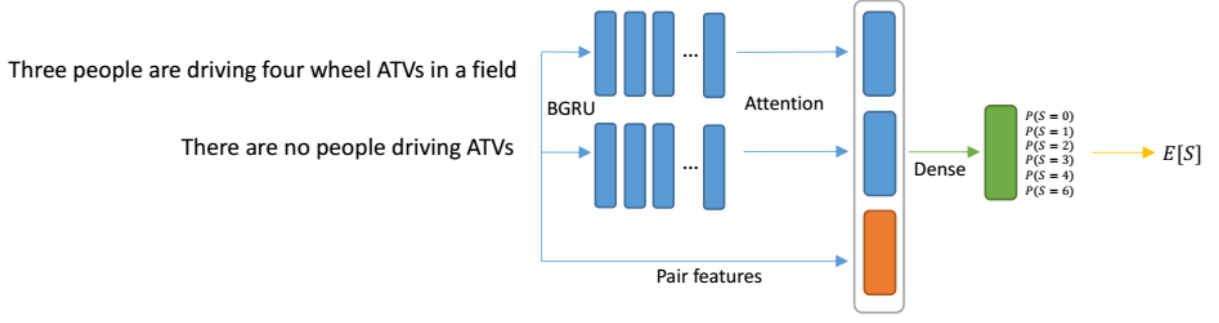 Three people are driving four wheel ATVs in a field
There are no people driving ATVs
BGRU
...
...
Attention
Pair features
Dense
P(S = 0)
P(S = 1)
P(S = 2)
P(S = 3)
P(S = 4)
P(S = 6)
E[S]